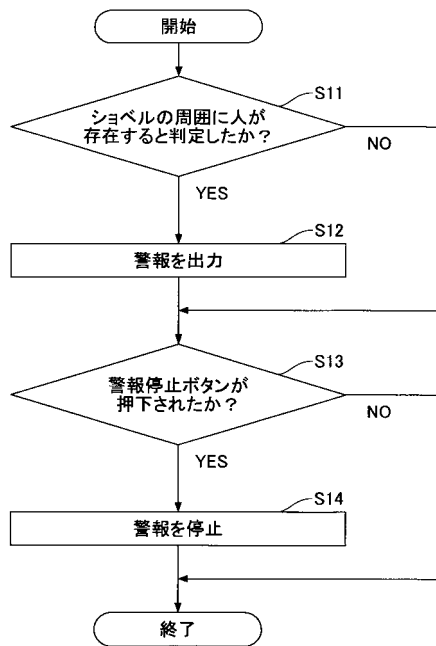 開始
S11
ショベルの周囲に人が
存在すると判定したか？
NO
YES
S12
警報を出力
S13
警報停止ボタンが
押下されたか？
NO
YES
S14
警報を停止
終了